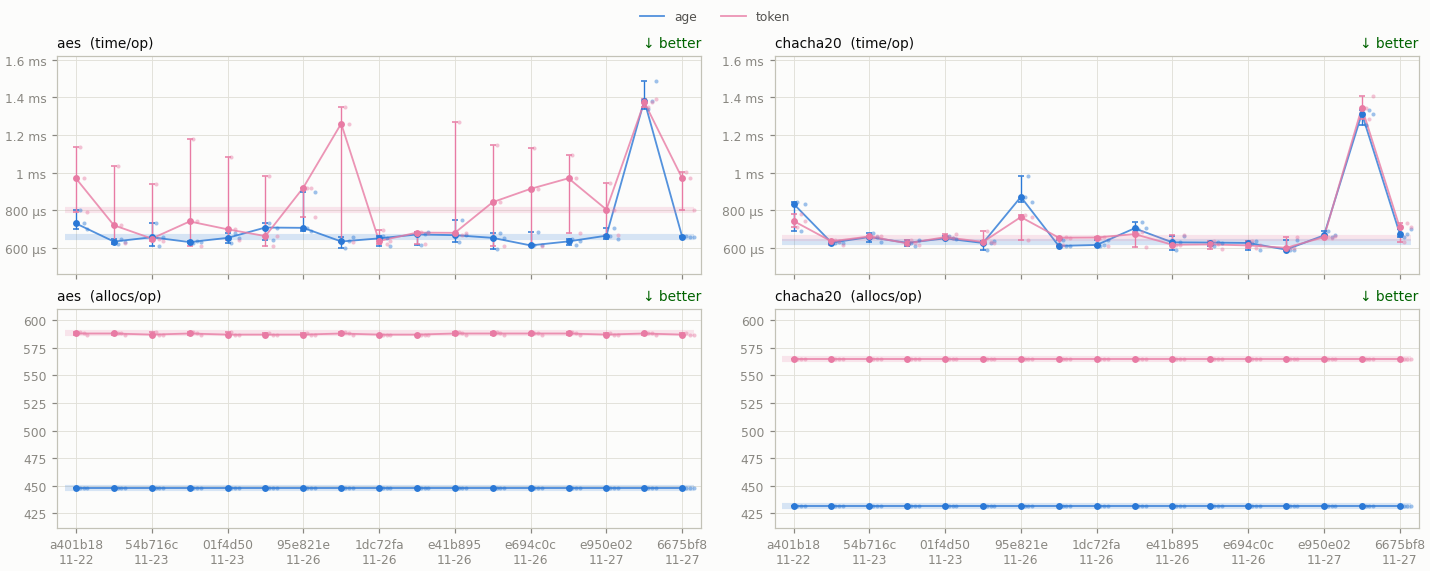 age token
aes (time/op) ↓ better
1.6 ms
1.4 ms
1.2 ms
1 ms
800 µs
600 µs
chacha20 (time/op) ↓ better
1.6 ms
1.4 ms
1.2 ms
1 ms
800 µs
600 µs
aes (allocs/op) ↓ better
600
575
550
525
500
475
450
425
a401b18 54b716c 01f4d50 95e821e 1dc72fa e41b895 e694c0c e950e02 6675bf8
11-22 11-23 11-23 11-26 11-26 11-26 11-26 11-27 11-27
chacha20 (allocs/op) ↓ better
600
575
550
525
500
475
450
425
a401b18 54b716c 01f4d50 95e821e 1dc72fa e41b895 e694c0c e950e02 6675bf8
11-22 11-23 11-23 11-26 11-26 11-26 11-26 11-27 11-27